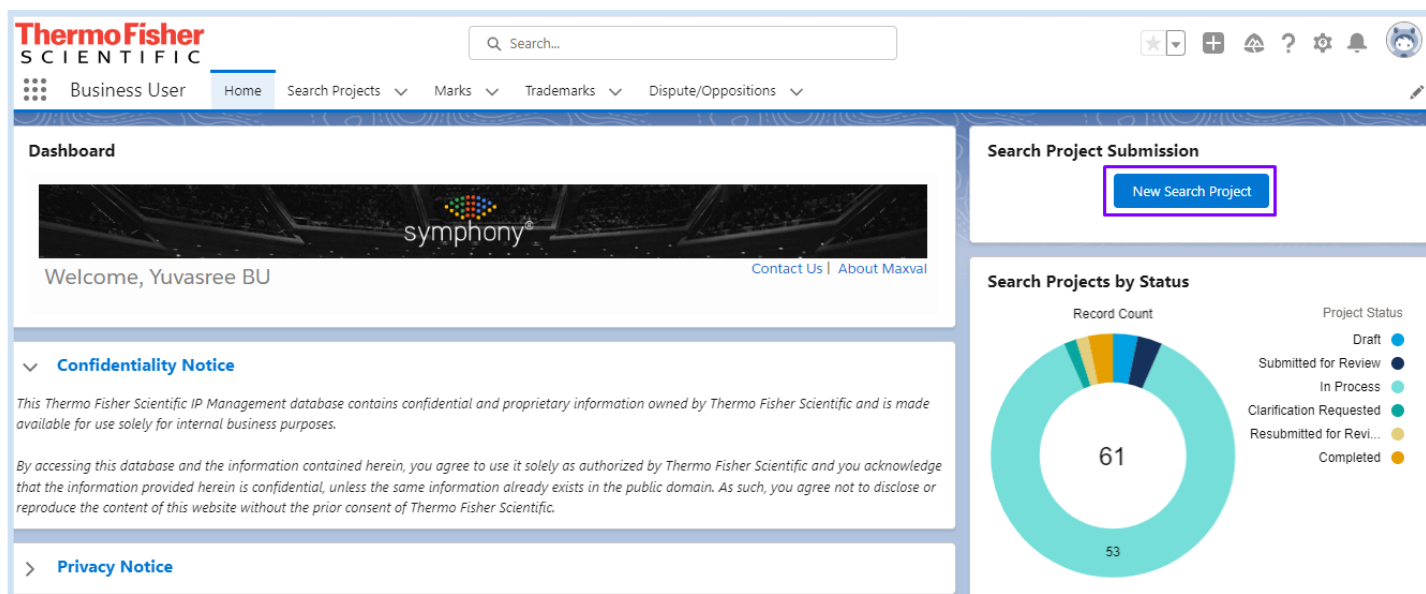 ThermoFisher
SCIENTIFIC
Search...
Business User
Home
Search Projects
Marks
Trademarks
Dispute/Oppositions
Dashboard
symphony®
Welcome, Yuvasree BU
Contact Us | About Maxval
Confidentiality Notice
This Thermo Fisher Scientific IP Management database contains confidential and proprietary information owned by Thermo Fisher Scientific and is made
available for use solely for internal business purposes.
By accessing this database and the information contained herein, you agree to use it solely as authorized by Thermo Fisher Scientific and you acknowledge
that the information provided herein is confidential, unless the same information already exists in the public domain. As such, you agree not to disclose or
reproduce the content of this website without the prior consent of Thermo Fisher Scientific.
Privacy Notice
Search Project Submission
New Search Project
Search Projects by Status
Record Count
Project Status
Draft
Submitted for Review
In Process
Clarification Requested
Resubmitted for Revi...
Completed
61
53